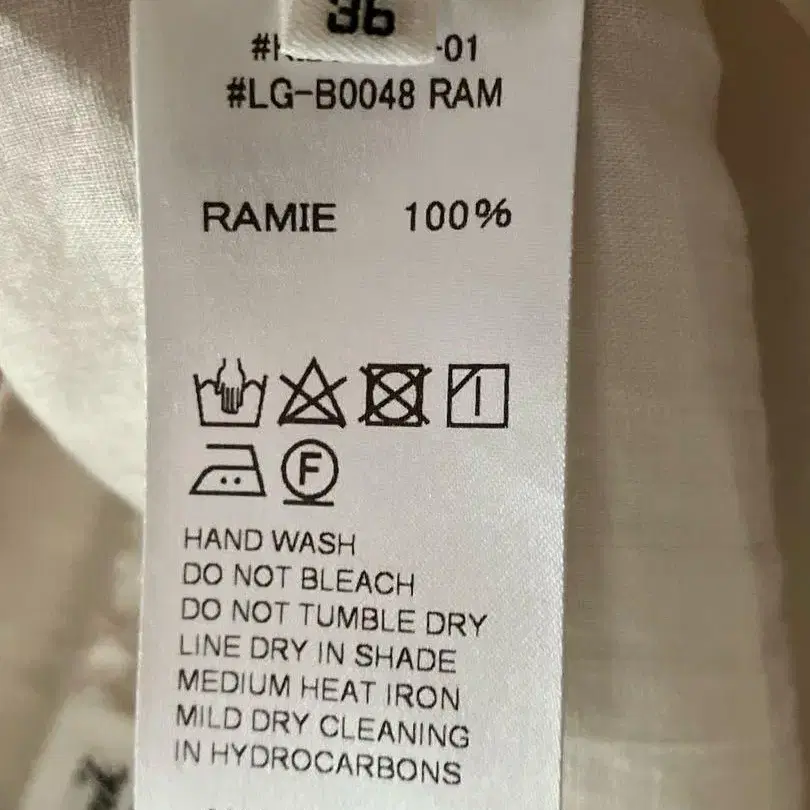 36
-01
#LG-B0048 RAM
RAMIE 100%
F
HAND WASH
DO NOT BLEACH
DO NOT TUMBLE DRY
LINE DRY IN SHADE
MEDIUM HEAT IRON
MILD DRY CLEANING
IN HYDROCARBONS